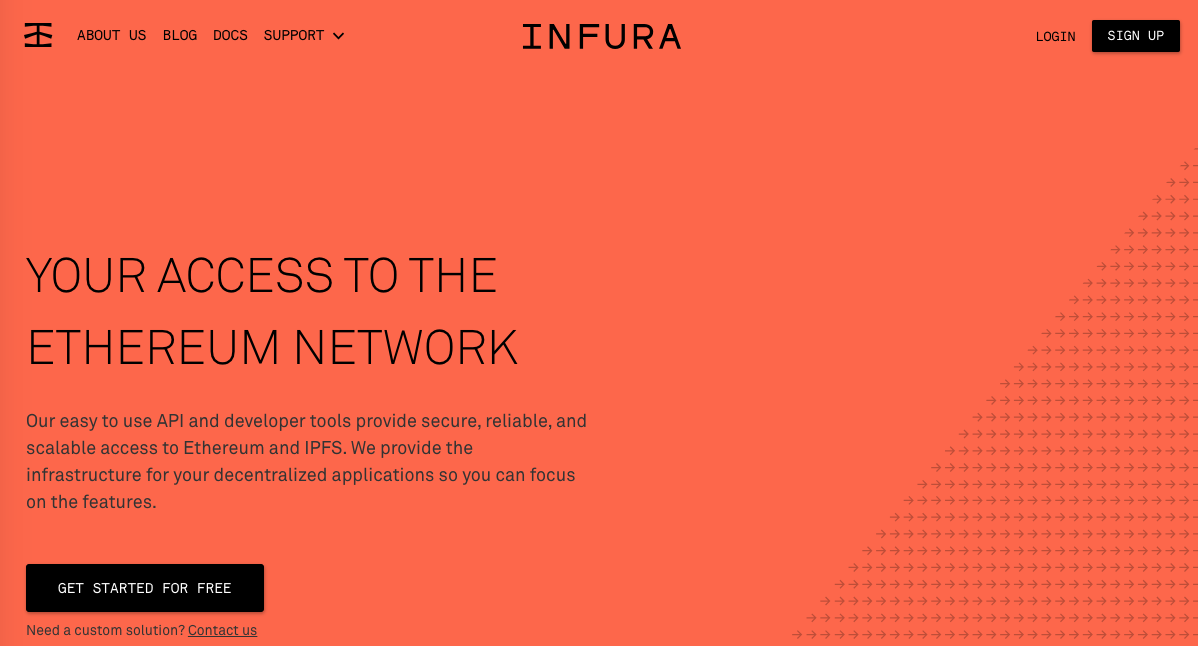 ABOUT US BLOG DOCS SUPPORT
INFURA
LOGIN SIGN UP
YOUR ACCESS TO THE
ETHEREUM NETWORK
Our easy to use API and developer tools provide secure, reliable, and
scalable access to Ethereum and IPFS. We provide the
infrastructure for your decentralized applications so you can focus
on the features.
GET STARTED FOR FREE
Need a custom solution? Contact us